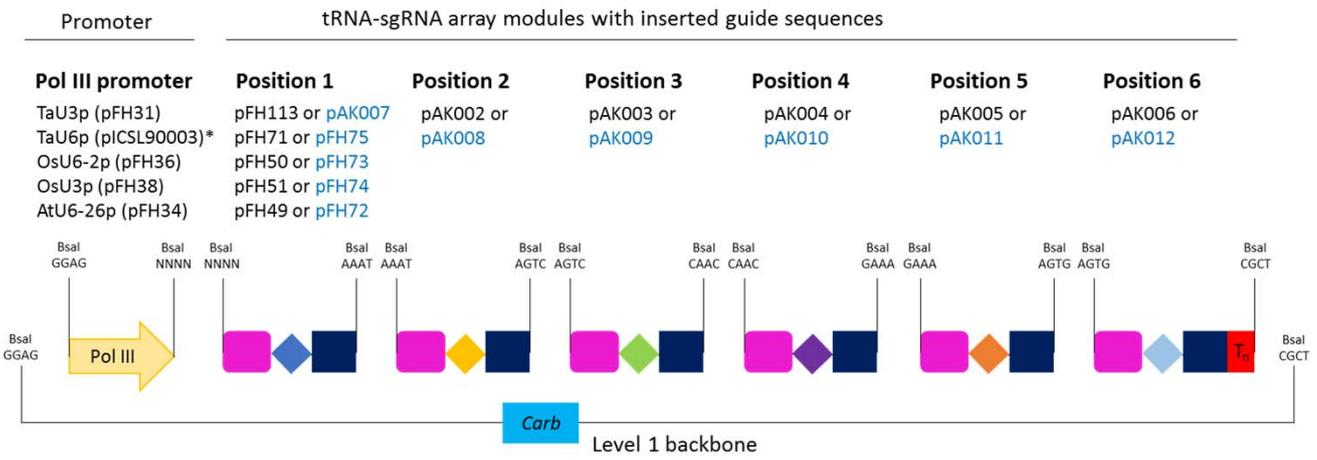 Promoter
tRNA-sgRNA array modules with inserted guide sequences
Pol III promoter Position 1 Position 2 Position 3 Position 4 Position 5 Position 6
TaU3p (pFH31) pFH113 or pAK007 pAK002 or pAK003 or pAK004 or pAK005 or pAK006 or
TaU6p (pICSL90003)* pFH71 or pFH75 pAK008 pAK009 pAK010 pAK011 pAK012
OsU6-2p (pFH36) pFH50 or pFH73
OsU3p (pFH38) pFH51 or pFH74
AtU6-26p (pFH34) pFH49 or pFH72
BsaI BsaI BsaI BsaI BsaI BsaI BsaI BsaI BsaI BsaI BsaI BsaI BsaI BsaI
GGAG NNNN NNNN AAAT AAAT AGTC AGTC CAAC CAAC GAAA GAAA AGTG AGTG CGCT
BsaI BsaI
GGAG Pol III Tn CGCT
Carb
Level 1 backbone